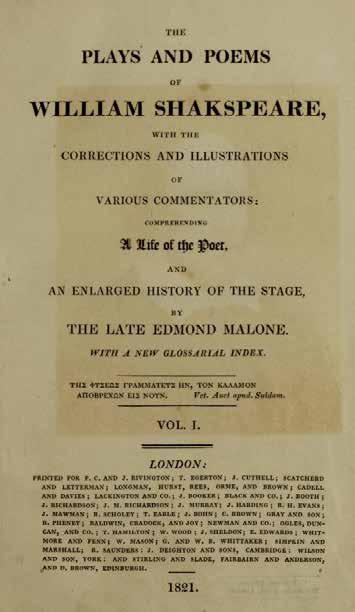 THE
PLAYS AND POEMS
OF
WILLIAM SHAKSPEARE,
WITH THE
CORRECTIONS AND ILLUSTRATIONS
OF
VARIOUS COMMENTATORS:
COMPREHENDING
A Life of the Poet,
AND
AN ENLARGED HISTORY OF THE STAGE,
BY
THE LATE EDMOND MALONE.
WITH A NEW GLOSSARIAL INDEX.
ΤΗΣ ΦΥΣΕΩΣ ΓΡΑΜΜΑΤΕΥΣ ΗΝ, ΤΟΝ ΚΑΛΑΜΟΝ
ΑΠΟΒΡΕΧΩΝ ΕΙΣ ΝΟΥΝ. Vet. Auct apud. Suidam.
VOL. I.
LONDON:
PRINTED FOR F. C. AND J. RIVINGTON; T. EGERTON; J. CUTHELL; SCATCHERD
AND LETTERMAN; LONGMAN, HURST, REES, ORME, AND BROWN; CADELL
AND DAVIES; LACKINGTON AND CO.; J. BOOKER; BLACK AND CO.; J. BOOTH;
J. RICHARDSON; J. M. RICHARDSON; J. MURRAY; J. HARDING; R. H. EVANS;
J. MAWMAN; R. SCHOLEY; T. EARLE; J. BOHN; C. BROWN; GRAY AND SON;
R. PHENEY; BALDWIN, CRADOCK, AND JOY; NEWMAN AND CO.; OGLES, DUN-
CAN, AND CO.; T. HAMILTON; W. WOOD; J. SHELDON; E. EDWARDS; WHIT-
MORE AND FENN; W. MASON; G. AND W. B. WHITTAKER; SIMPKIN AND
MARSHALL; R. SAUNDERS: J. DEIGHTON AND SONS, CAMBRIDGE: WILSON
AND SON, YORK: AND STIRLING AND SLADE, FAIRBAIRN AND ANDERSON,
AND D. BROWN, EDINBURGH.
1821.